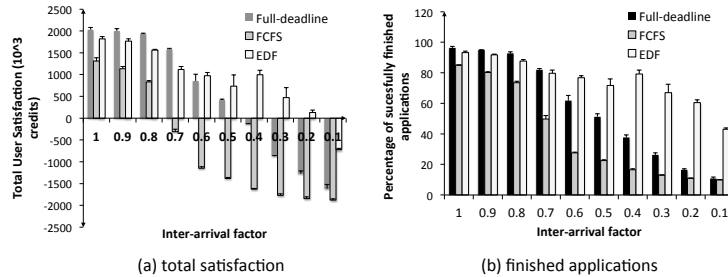 Total User Satisfaction (10^3
credits)
2500
2000
1500
1000
500
0
-500
-1000
-1500
-2000
-2500
1 0.9 0.8 0.7 0.6 0.5 0.4 0.3 0.2 0.1
Full-deadline
FCFS
EDF
Inter-arrival factor
(a) total satisfaction
Percentage of sucesfully finished
applications
120
100
80
60
40
20
0
1 0.9 0.8 0.7 0.6 0.5 0.4 0.3 0.2 0.1
Full-deadline
FCFS
EDF
Inter-arrival factor
(b) finished applications